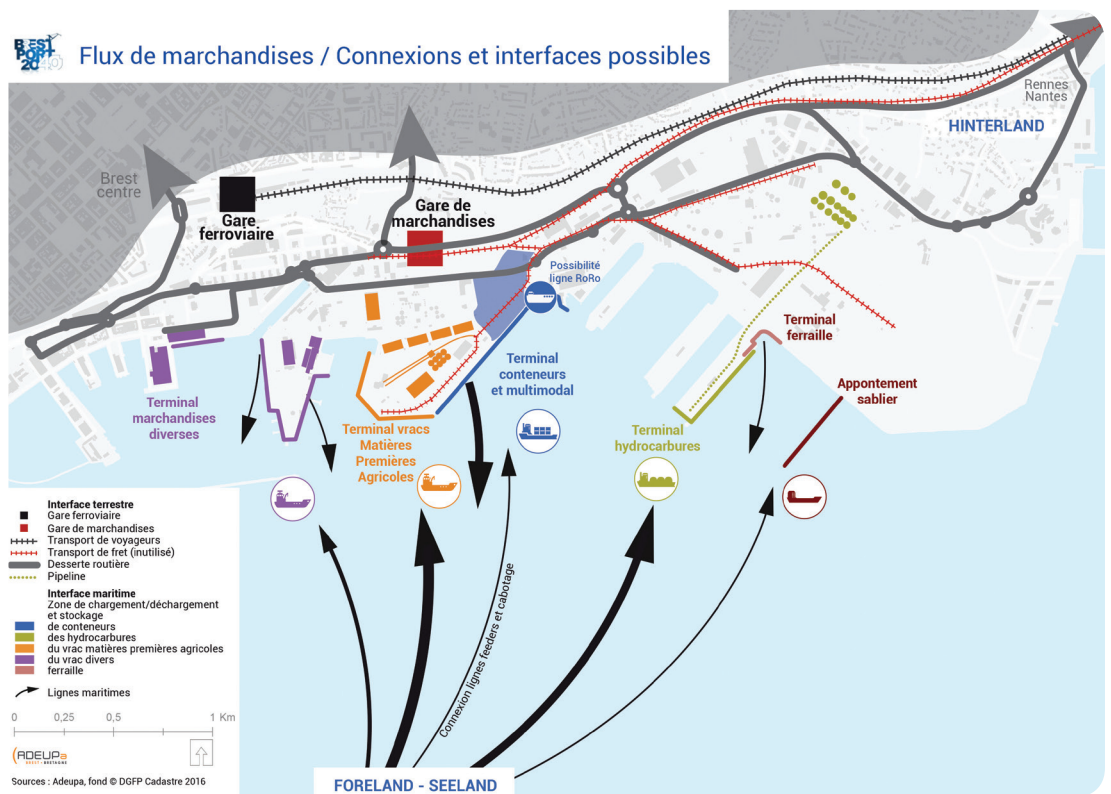 BREST
PORT
2040
Flux de marchandises / Connexions et interfaces possibles
Rennes
Nantes
HINTERLAND
Brest
centre
Gare
ferroviaire
Gare de
marchandises
Possibilité
ligne RoRo
Terminal
ferraille
Terminal
conteneurs
et multimodal
Appontement
sablier
Terminal
marchandises
diverses
Terminal vracs
Matières
Premières
Agricoles
Terminal
hydrocarbures
Connexion lignes feeders et cabotage
Interface terrestre
Gare ferroviaire
Gare de marchandises
Transport de voyageurs
Transport de fret (inutilisé)
Desserte routière
Pipeline
Interface maritime
Zone de chargement/déchargement
et stockage
de conteneurs
des hydrocarbures
du vrac matières premières agricoles
du vrac divers
ferraille
Lignes maritimes
0 0,25 0,5 1 Km
ADEUPa
BREST • BRETAGNE
Sources : Adeupa, fond © DGFP Cadastre 2016
FORELAND - SEELAND